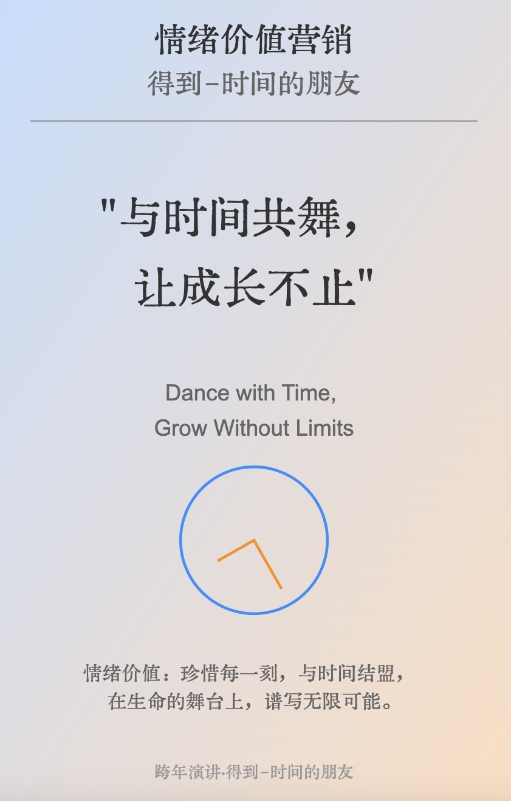 情绪价值营销
得到-时间的朋友
"与时间共舞，
让成长不止"
Dance with Time,
Grow Without Limits
情绪价值：珍惜每一刻，与时间结盟，
在生命的舞台上，谱写无限可能。
跨年演讲·得到-时间的朋友